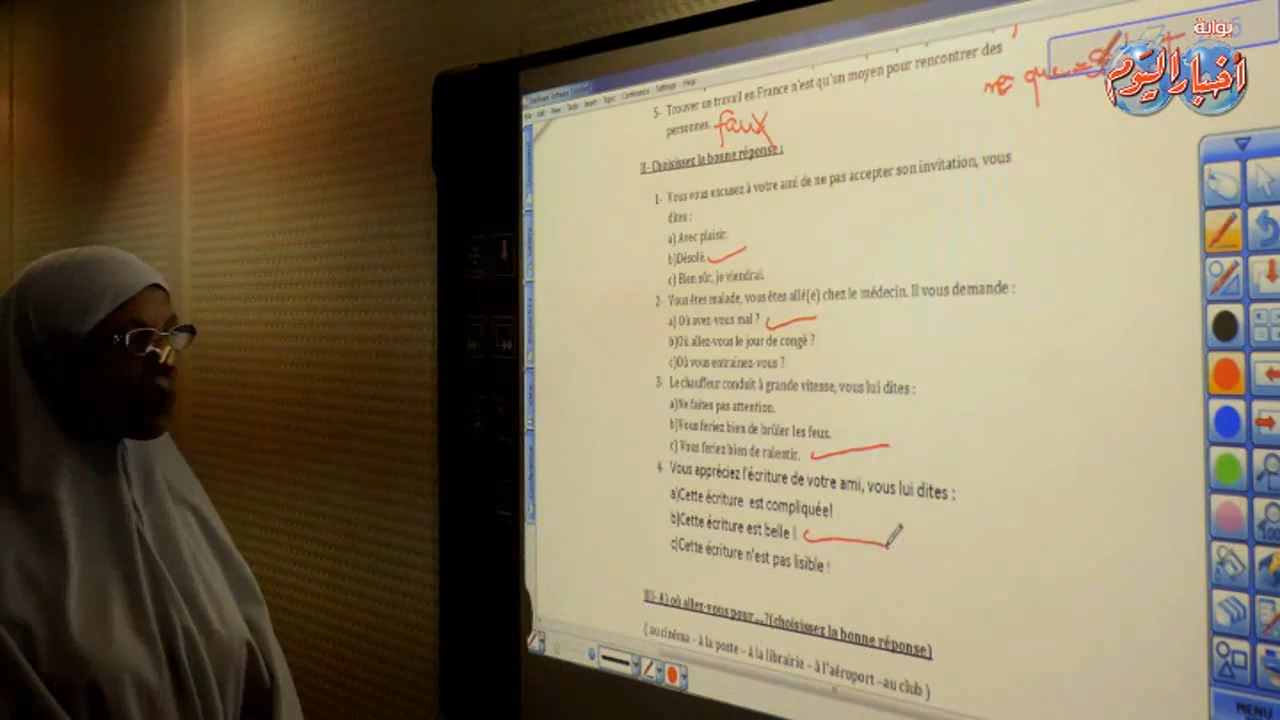 بوابة
أخبار اليوم
5- Trouver un travail en France n'est qu'un moyen pour rencontrer des
personnes. faux
II- Choisissez la bonne réponse :
1- Vous vous excusez à votre ami de ne pas accepter son invitation, vous
dites :
a) Avec plaisir.
b)Désolé.
c) Bien sûr, je viendrai.
2- Vous êtes malade, vous êtes allé(e) chez le médecin. Il vous demande :
a) Où avez-vous mal ?
b)Où allez-vous le jour de congé ?
c)Où vous entraînez-vous ?
3- Le chauffeur conduit à grande vitesse, vous lui dites :
a)Ne faites pas attention.
b)Vous feriez bien de brûler les feux.
c) Vous feriez bien de ralentir.
4- Vous appréciez l'écriture de votre ami, vous lui dites :
a)Cette écriture est compliquée!
b)Cette écriture est belle !
c)Cette écriture n'est pas lisible !
III- A) où allez-vous pour ...?(choisissez la bonne réponse)
( au cinéma – à la poste – à la librairie – à l'aéroport –au club )
MENU